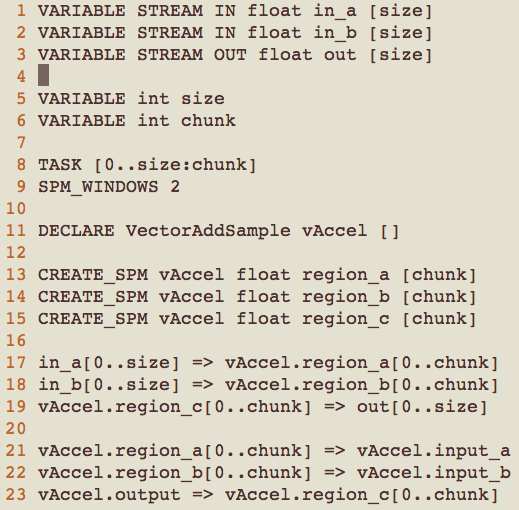 1 VARIABLE STREAM IN float in_a [size]
2 VARIABLE STREAM IN float in_b [size]
3 VARIABLE STREAM OUT float out [size]
4
5 VARIABLE int size
6 VARIABLE int chunk
7
8 TASK [0..size:chunk]
9 SPM_WINDOWS 2
10
11 DECLARE VectorAddSample vAccel []
12
13 CREATE_SPM vAccel float region_a [chunk]
14 CREATE_SPM vAccel float region_b [chunk]
15 CREATE_SPM vAccel float region_c [chunk]
16
17 in_a[0..size] => vAccel.region_a[0..chunk]
18 in_b[0..size] => vAccel.region_b[0..chunk]
19 vAccel.region_c[0..chunk] => out[0..size]
20
21 vAccel.region_a[0..chunk] => vAccel.input_a
22 vAccel.region_b[0..chunk] => vAccel.input_b
23 vAccel.output => vAccel.region_c[0..chunk]